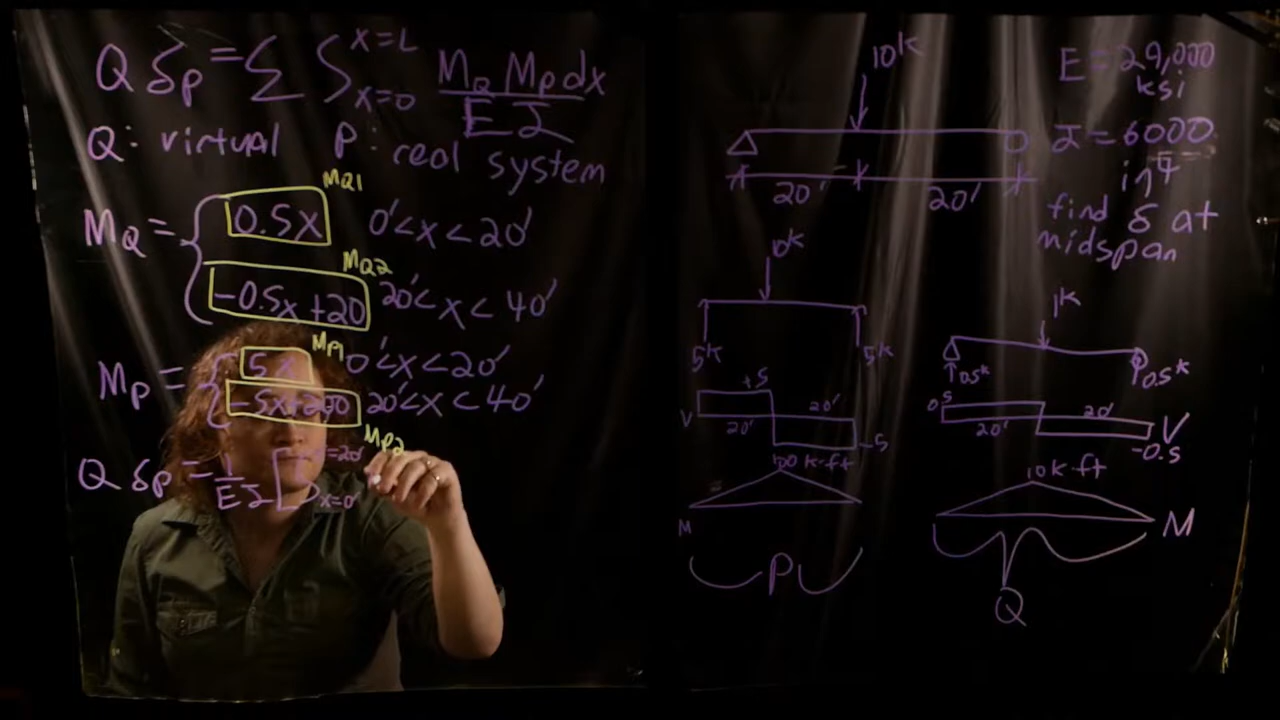 Qδp = Σ ∫ x=0 x=L MQ Mp dx / EI
Q: virtual P: real system
MQ1
MQ = { 0.5x 0'<x<20'
MQ2
-0.5x+20 20'<x<40'
MP1
MP = { 5x 0'<x<20'
-5x+200 20'<x<40'
MP2
Qδp = 1/EI [ ∫ x=0' x=20'
10k
20' 20'
E = 29,000
ksi
I = 6000
in4
find δ at
midspan
10k
5k 5k
+5
V 20' 20' -5
100 k-ft
M
P
1k
0.5k 0.5k
0.5 20' 20' V
-0.5
10k-ft
M
Q